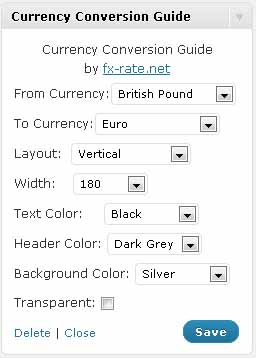 Currency Conversion Guide
Currency Conversion Guide
by fx-rate.net
From Currency: British Pound
To Currency: Euro
Layout: Vertical
Width: 180
Text Color: Black
Header Color: Dark Grey
Background Color: Silver
Transparent:
Delete | Close Save